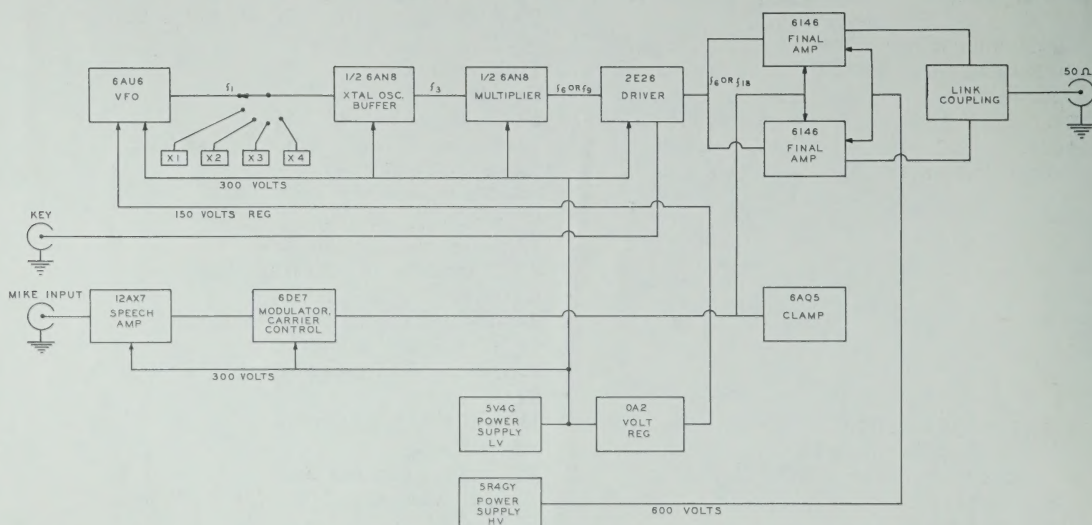 6AU6
VFO
f1
1/2 6AN8
XTAL OSC.
BUFFER
f3
1/2 6AN8
MULTIPLIER
f6 OR f9
2E26
DRIVER
f6 OR f18
6146
FINAL
AMP
6146
FINAL
AMP
LINK
COUPLING
50 Ω
X1
X2
X3
X4
300 VOLTS
150 VOLTS REG
KEY
MIKE INPUT
12AX7
SPEECH
AMP
6DE7
MODULATOR,
CARRIER
CONTROL
6AQ5
CLAMP
300 VOLTS
5V4G
POWER
SUPPLY
LV
0A2
VOLT
REG
5R4GY
POWER
SUPPLY
HV
600 VOLTS